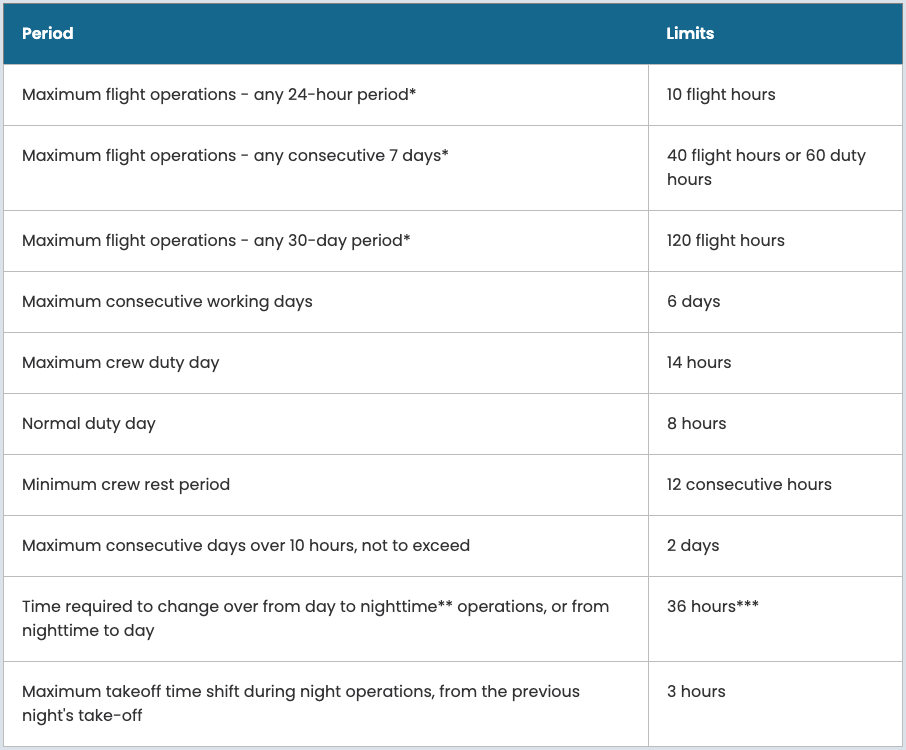 Period Limits
Maximum flight operations - any 24-hour period* 10 flight hours
Maximum flight operations - any consecutive 7 days* 40 flight hours or 60 duty
hours
Maximum flight operations - any 30-day period* 120 flight hours
Maximum consecutive working days 6 days
Maximum crew duty day 14 hours
Normal duty day 8 hours
Minimum crew rest period 12 consecutive hours
Maximum consecutive days over 10 hours, not to exceed 2 days
Time required to change over from day to nighttime** operations, or from 36 hours***
nighttime to day
Maximum takeoff time shift during night operations, from the previous 3 hours
night's take-off